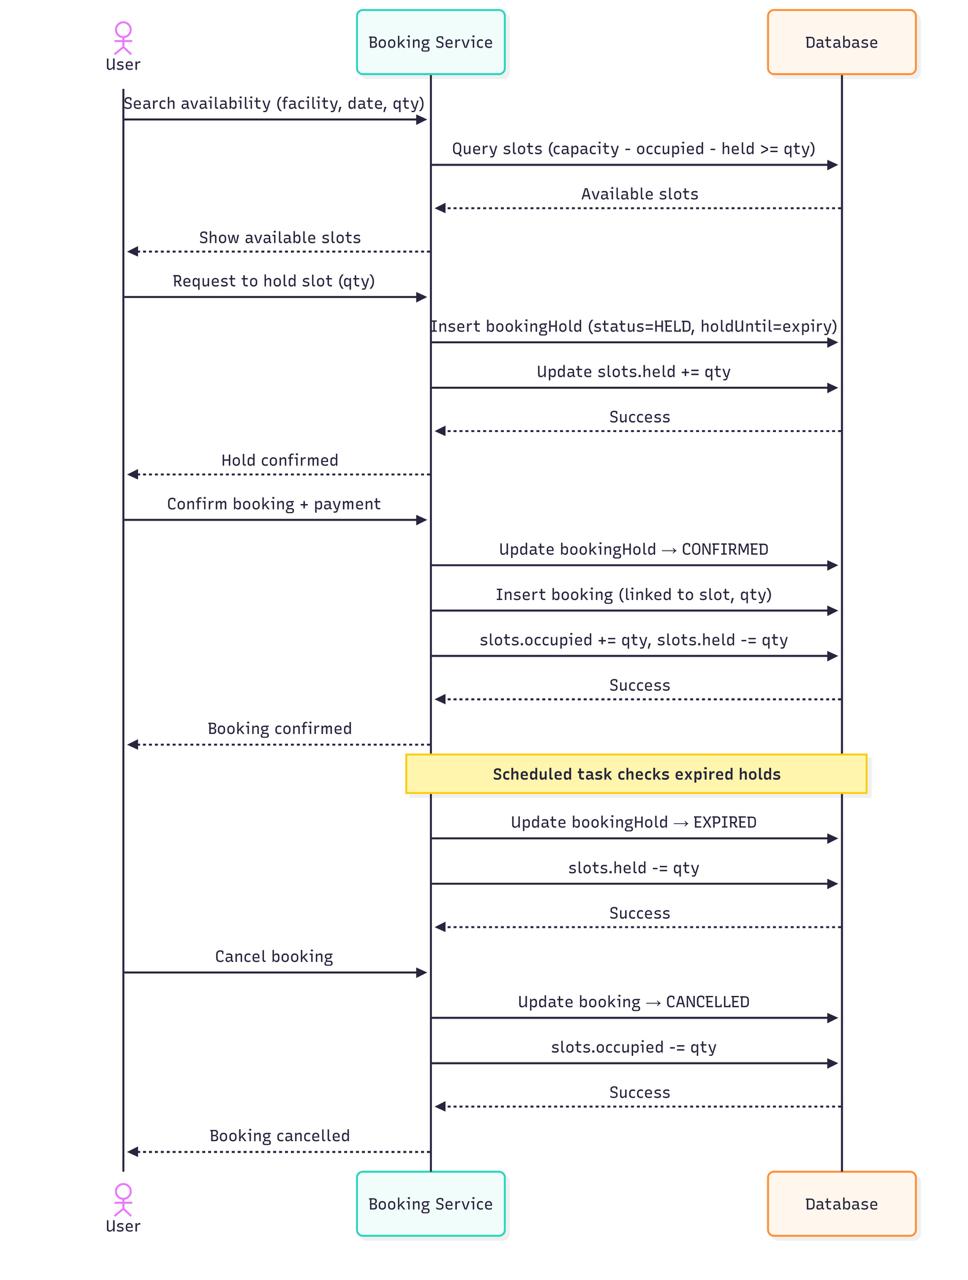 User
Booking Service
Database
Search availability (facility, date, qty)
Query slots (capacity - occupied - held >= qty)
Available slots
Show available slots
Request to hold slot (qty)
Insert bookingHold (status=HELD, holdUntil=expiry)
Update slots.held += qty
Success
Hold confirmed
Confirm booking + payment
Update bookingHold → CONFIRMED
Insert booking (linked to slot, qty)
slots.occupied += qty, slots.held -= qty
Success
Booking confirmed
Scheduled task checks expired holds
Update bookingHold → EXPIRED
slots.held -= qty
Success
Cancel booking
Update booking → CANCELLED
slots.occupied -= qty
Success
Booking cancelled
User
Booking Service
Database